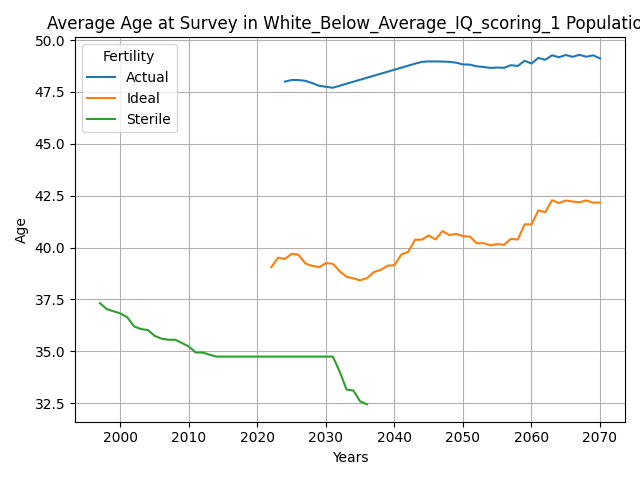 Average Age at Survey in White_Below_Average_IQ_scoring_1 Populatio
50.0
47.5
45.0
42.5
40.0
37.5
35.0
32.5
Age
Fertility
Actual
Ideal
Sterile
2000 2010 2020 2030 2040 2050 2060 2070
Years